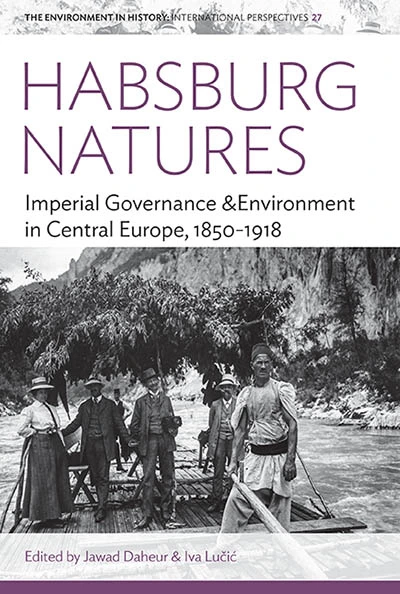 THE ENVIRONMENT IN HISTORY: INTERNATIONAL PERSPECTIVES 27
HABSBURG
NATURES
Imperial Governance &Environment
in Central Europe, 1850–1918
Edited by Jawad Daheur & Iva Lučić